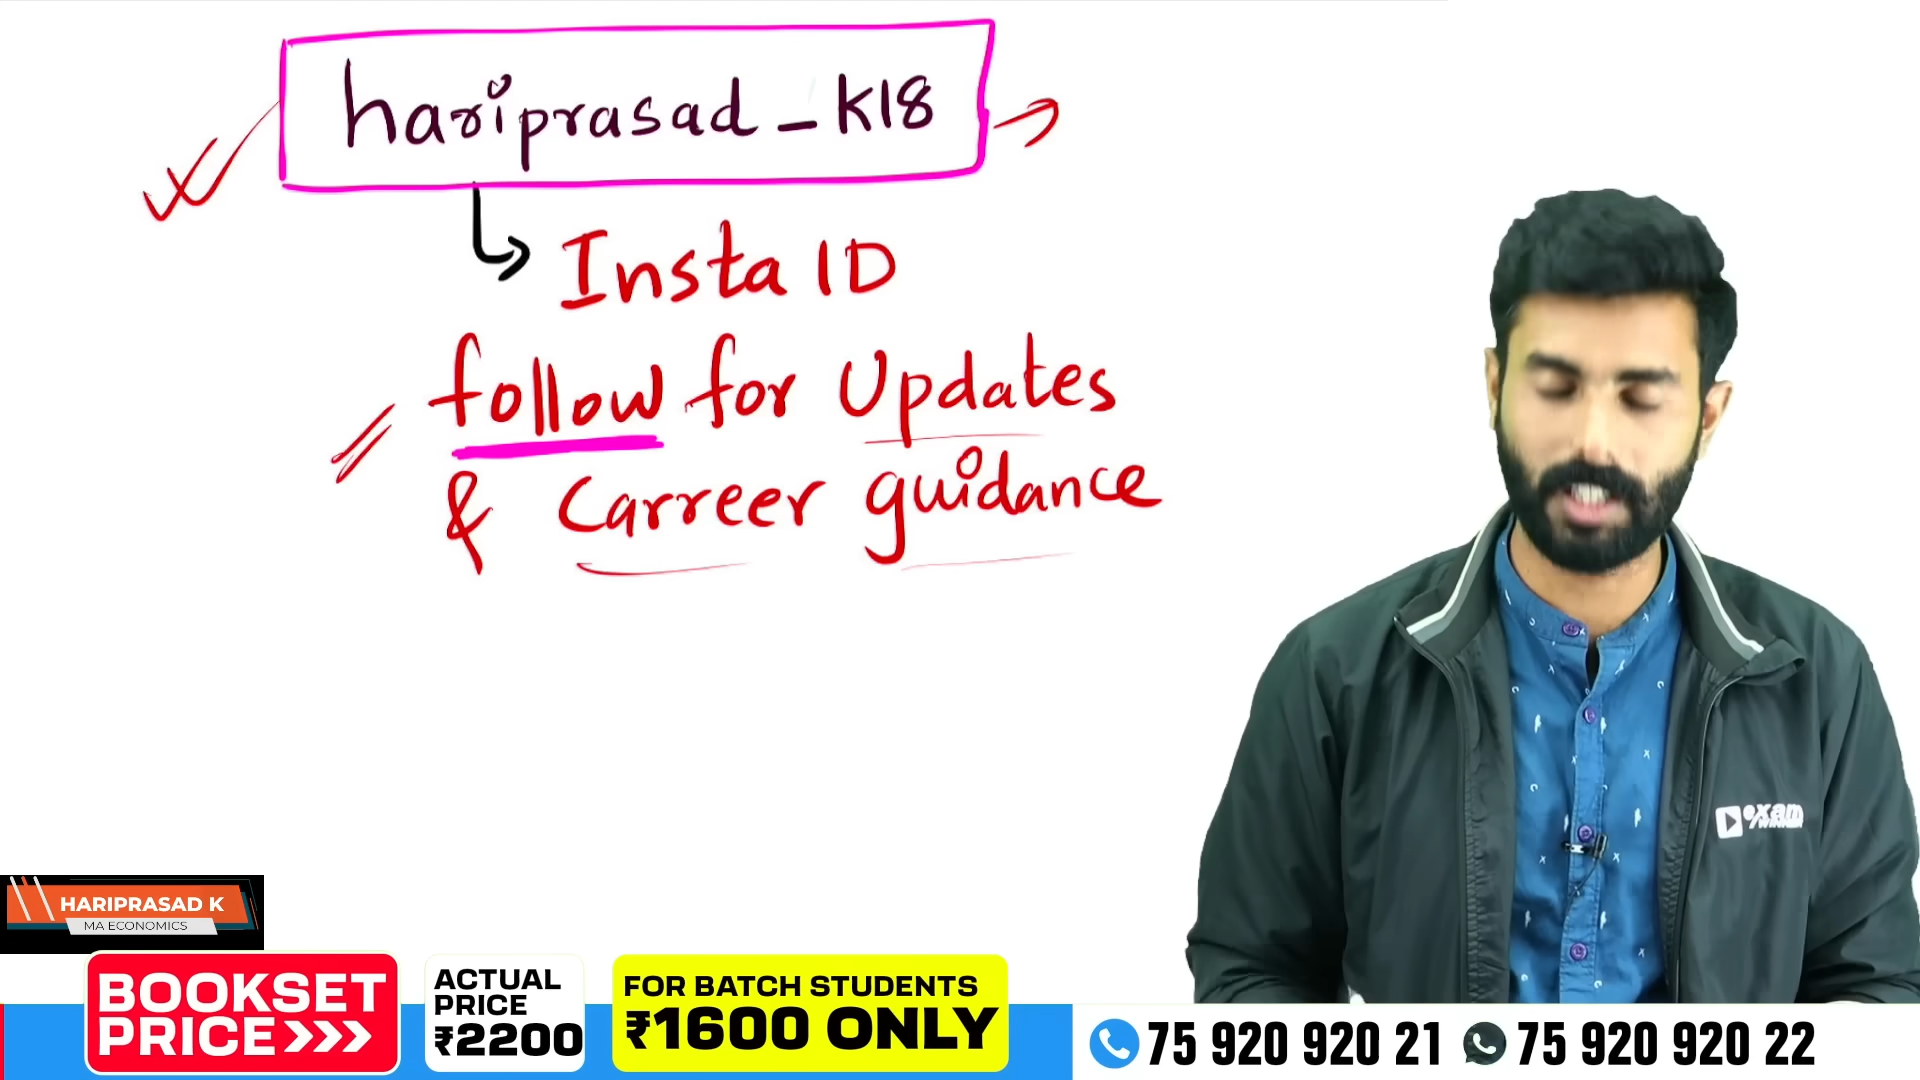 hariprasad_K18
Insta ID
follow for Updates
& Carreer guidance
exam
HARIPRASAD K
MA ECONOMICS
BOOKSET
PRICE>>>
ACTUAL
PRICE
₹2200
FOR BATCH STUDENTS
₹1600 ONLY
75 920 920 21
75 920 920 22